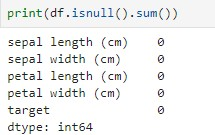 print(df.isnull().sum())
sepal length (cm)    0
sepal width (cm)     0
petal length (cm)    0
petal width (cm)     0
target               0
dtype: int64